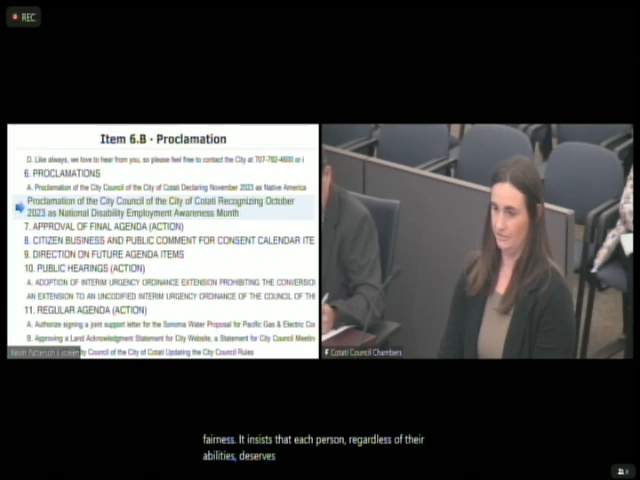 REC
Item 6.B - Proclamation
D. Like always, we love to hear from you, so please feel free to contact the City at 707-792-4600 or i
6. PROCLAMATIONS
A. Proclamation of the City Council of the City of Cotati Declaring November 2023 as Native America
Proclamation of the City Council of the City of Cotati Recognizing October
2023 as National Disability Employment Awareness Month
7. APPROVAL OF FINAL AGENDA (ACTION)
8. CITIZEN BUSINESS AND PUBLIC COMMENT FOR CONSENT CALENDAR ITE
9. DIRECTION ON FUTURE AGENDA ITEMS
10. PUBLIC HEARINGS (ACTION)
A. ADOPTION OF INTERIM URGENCY ORDINANCE EXTENSION PROHIBITING THE CONVERSIO
AN EXTENSION TO AN UNCODIFIED INTERIM URGENCY ORDINANCE OF THE COUNCIL OF TH
11. REGULAR AGENDA (ACTION)
A. Authorize signing a joint support letter for the Sonoma Water Proposal for Pacific Gas & Electric Co
B. Approving a Land Acknowledgment Statement for City Website, a Statement for City Council Meetin
by Council of the City of Cotati Updating the City Council Rules
Cotati Council Chambers
fairness. It insists that each person, regardless of their
abilities, deserves